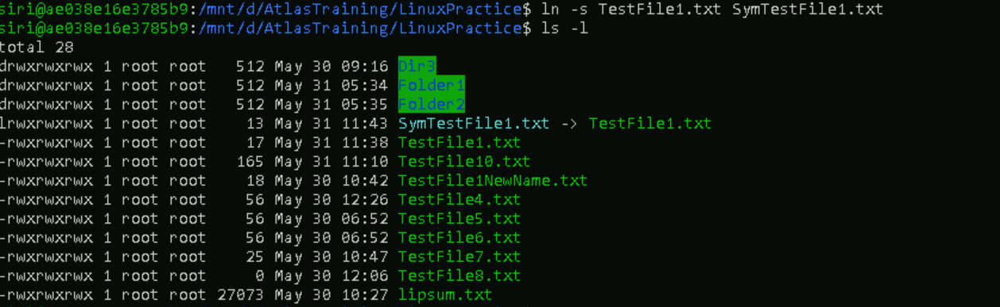 siri@ae038e16e3785b9:/mnt/d/AtlasTraining/LinuxPractice$ ln -s TestFile1.txt SymTestFile1.txt
siri@ae038e16e3785b9:/mnt/d/AtlasTraining/LinuxPractice$ ls -l
total 28
drwxrwxrwx 1 root root   512 May 30 09:16 Dir3
drwxrwxrwx 1 root root   512 May 31 05:34 Folder1
drwxrwxrwx 1 root root   512 May 31 05:35 Folder2
lrwxrwxrwx 1 root root    13 May 31 11:43 SymTestFile1.txt -> TestFile1.txt
-rwxrwxrwx 1 root root    17 May 31 11:38 TestFile1.txt
-rwxrwxrwx 1 root root   165 May 31 11:10 TestFile10.txt
-rwxrwxrwx 1 root root    18 May 30 10:42 TestFile1NewName.txt
-rwxrwxrwx 1 root root    56 May 30 12:26 TestFile4.txt
-rwxrwxrwx 1 root root    56 May 30 06:52 TestFile5.txt
-rwxrwxrwx 1 root root    56 May 30 06:52 TestFile6.txt
-rwxrwxrwx 1 root root    25 May 30 10:47 TestFile7.txt
-rwxrwxrwx 1 root root     0 May 30 12:06 TestFile8.txt
-rwxrwxrwx 1 root root 27073 May 30 10:27 lipsum.txt